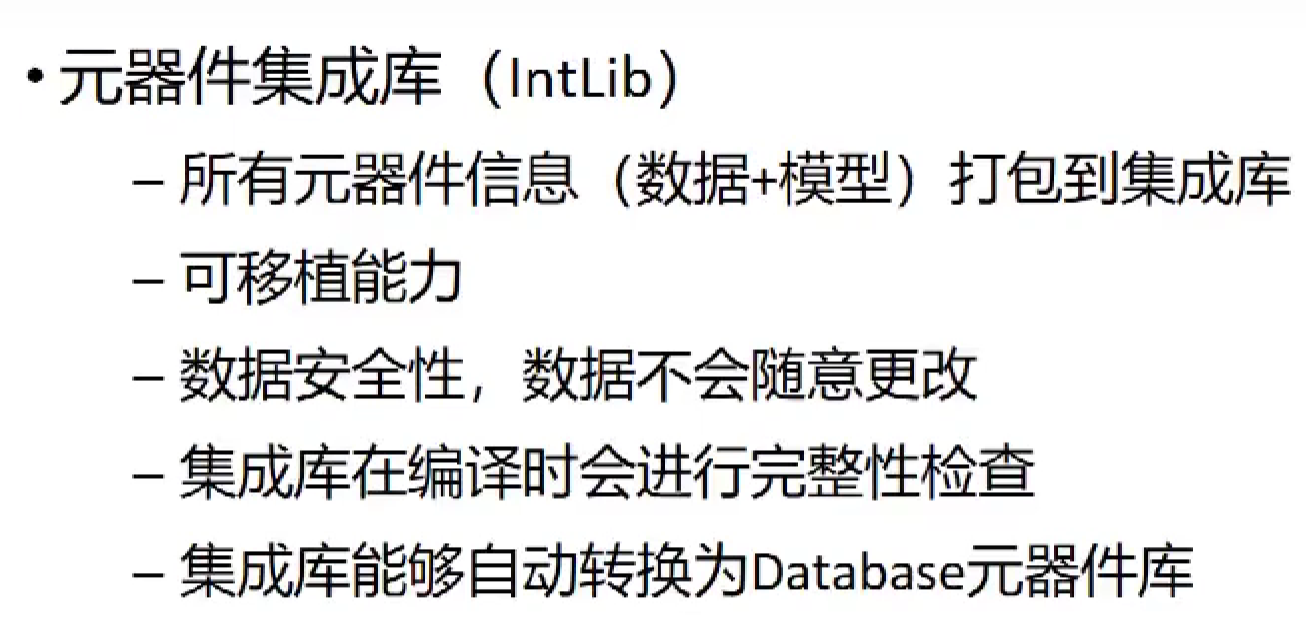 • 元器件集成库（IntLib）
– 所有元器件信息（数据+模型）打包到集成库
– 可移植能力
– 数据安全性，数据不会随意更改
– 集成库在编译时会进行完整性检查
– 集成库能够自动转换为Database元器件库